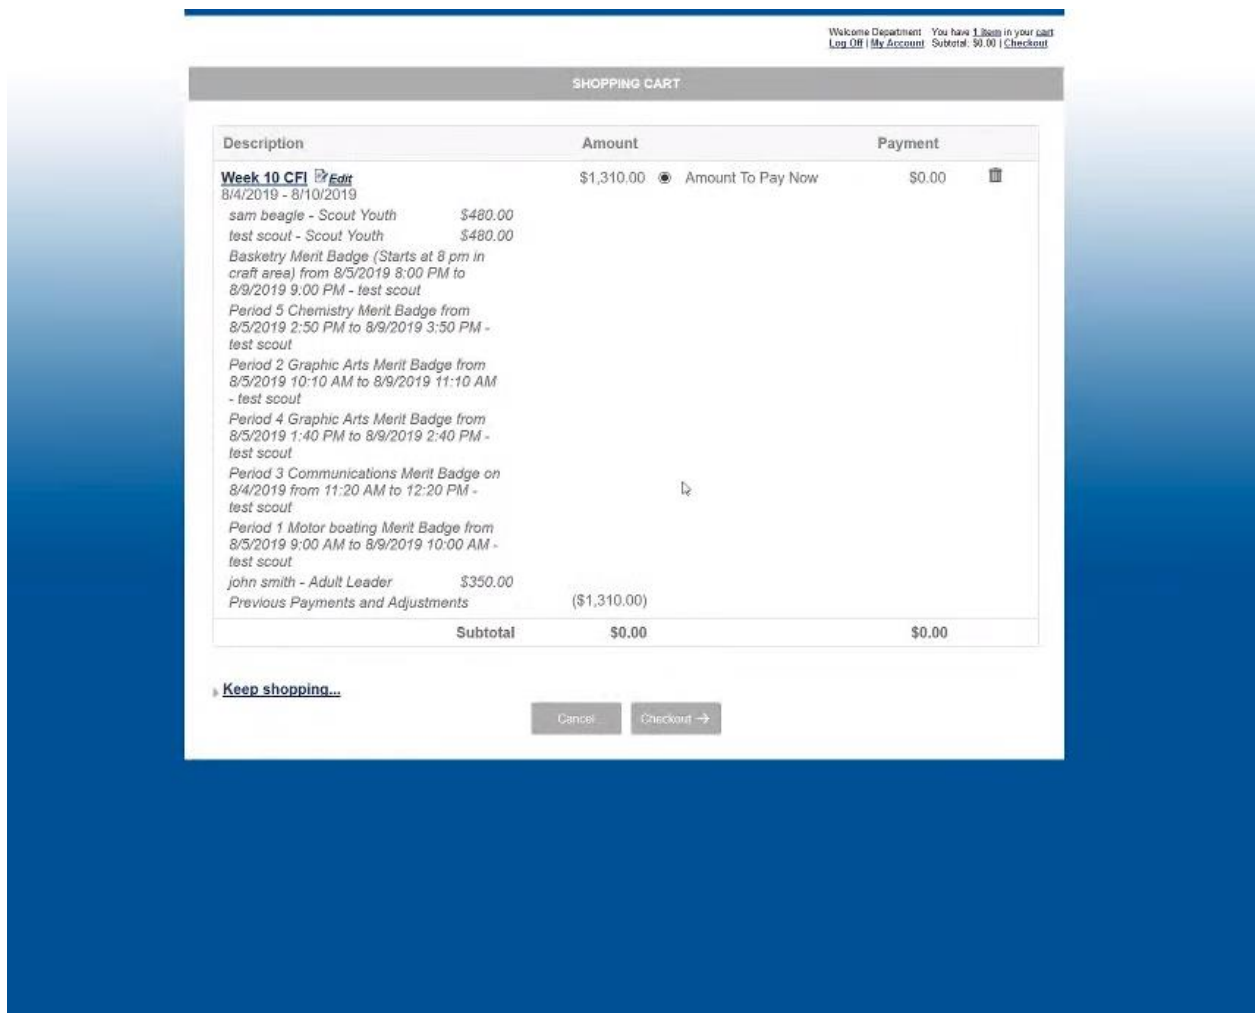 Welcome Department You have 1 Item in your cart
Log Off | My Account Subtotal: $0.00 | Checkout
SHOPPING CART
Description Amount Payment
Week 10 CFI Edit $1,310.00 Amount To Pay Now $0.00
8/4/2019 - 8/10/2019
sam beagle - Scout Youth $480.00
test scout - Scout Youth $480.00
Basketry Merit Badge (Starts at 8 pm in
craft area) from 8/5/2019 8:00 PM to
8/9/2019 9:00 PM - test scout
Period 5 Chemistry Merit Badge from
8/5/2019 2:50 PM to 8/9/2019 3:50 PM -
test scout
Period 2 Graphic Arts Merit Badge from
8/5/2019 10:10 AM to 8/9/2019 11:10 AM
- test scout
Period 4 Graphic Arts Merit Badge from
8/5/2019 1:40 PM to 8/9/2019 2:40 PM -
test scout
Period 3 Communications Merit Badge on
8/4/2019 from 11:20 AM to 12:20 PM -
test scout
Period 1 Motor boating Merit Badge from
8/5/2019 9:00 AM to 8/9/2019 10:00 AM -
test scout
john smith - Adult Leader $350.00
Previous Payments and Adjustments ($1,310.00)
Subtotal $0.00 $0.00
Keep shopping...
Cancel Checkout →